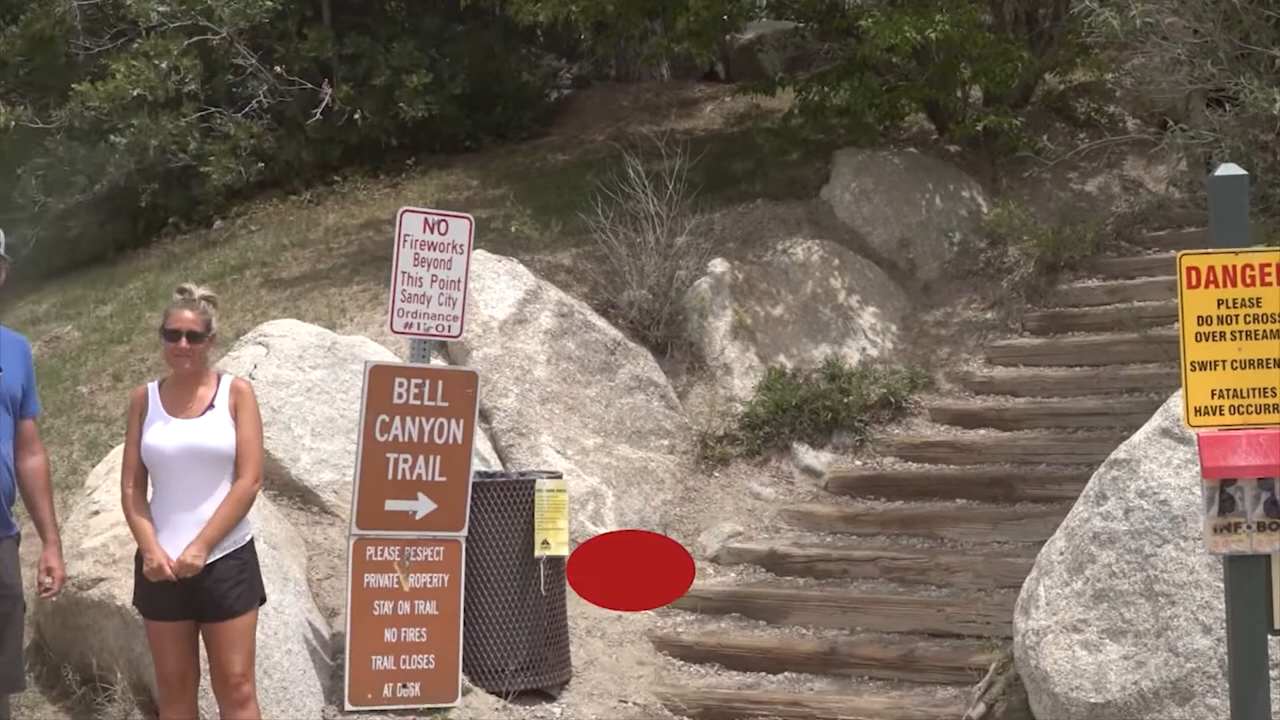 NO
Fireworks
Beyond
This Point
Sandy City
Ordinance
BELL
CANYON
TRAIL
PLEASE RESPECT
PRIVATE PROPERTY
STAY ON TRAIL
NO FIRES
TRAIL CLOSES
AT DUSK
DANGER
PLEASE
DO NOT CROSS
OVER STREAM
SWIFT CURREN
FATALITIES
HAVE OCCURR
INFO BO